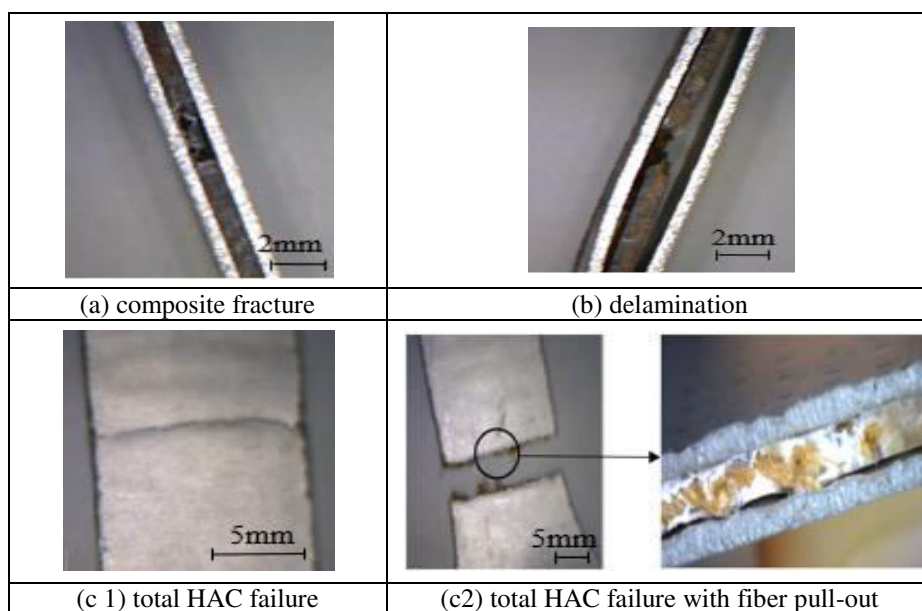 2mm
2mm
(a) composite fracture
(b) delamination
5mm
5mm
(c 1) total HAC failure
(c2) total HAC failure with fiber pull-out